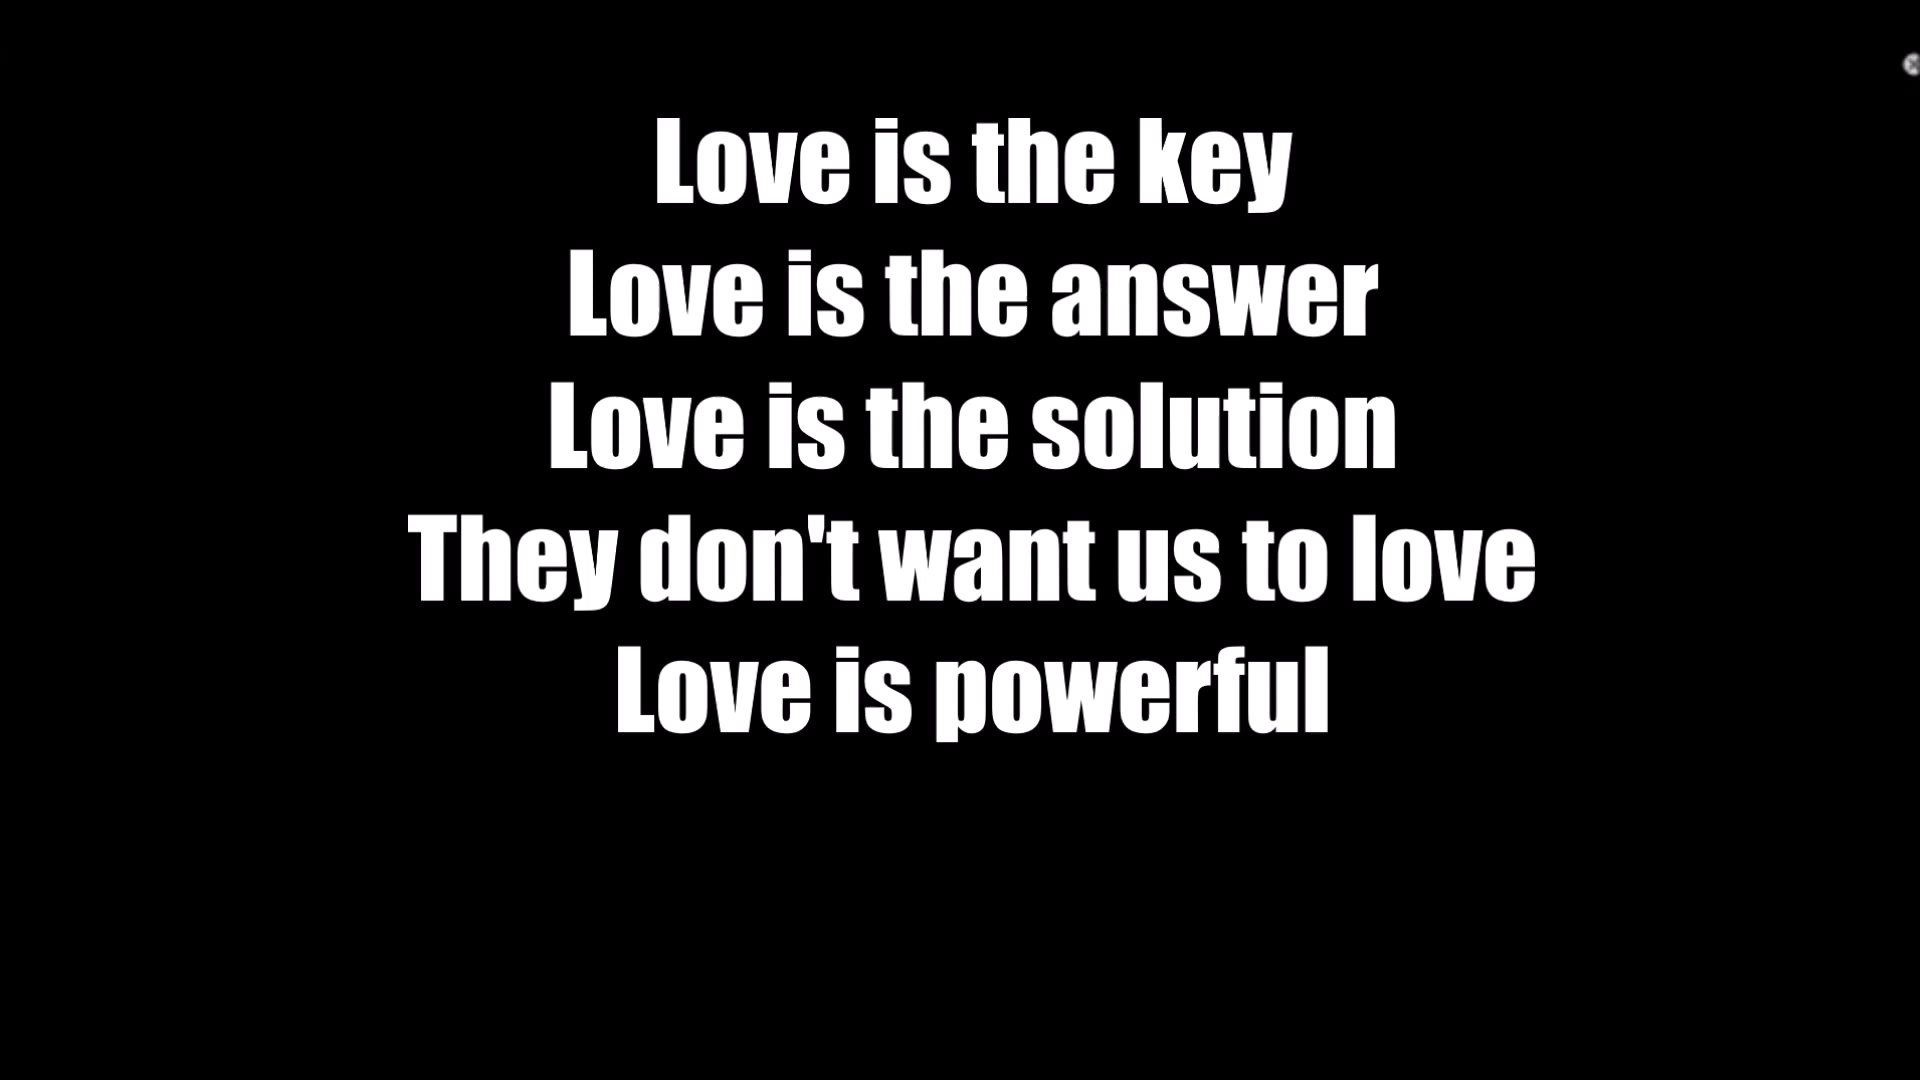 Love is the key
Love is the answer
Love is the solution
They don't want us to love
Love is powerful